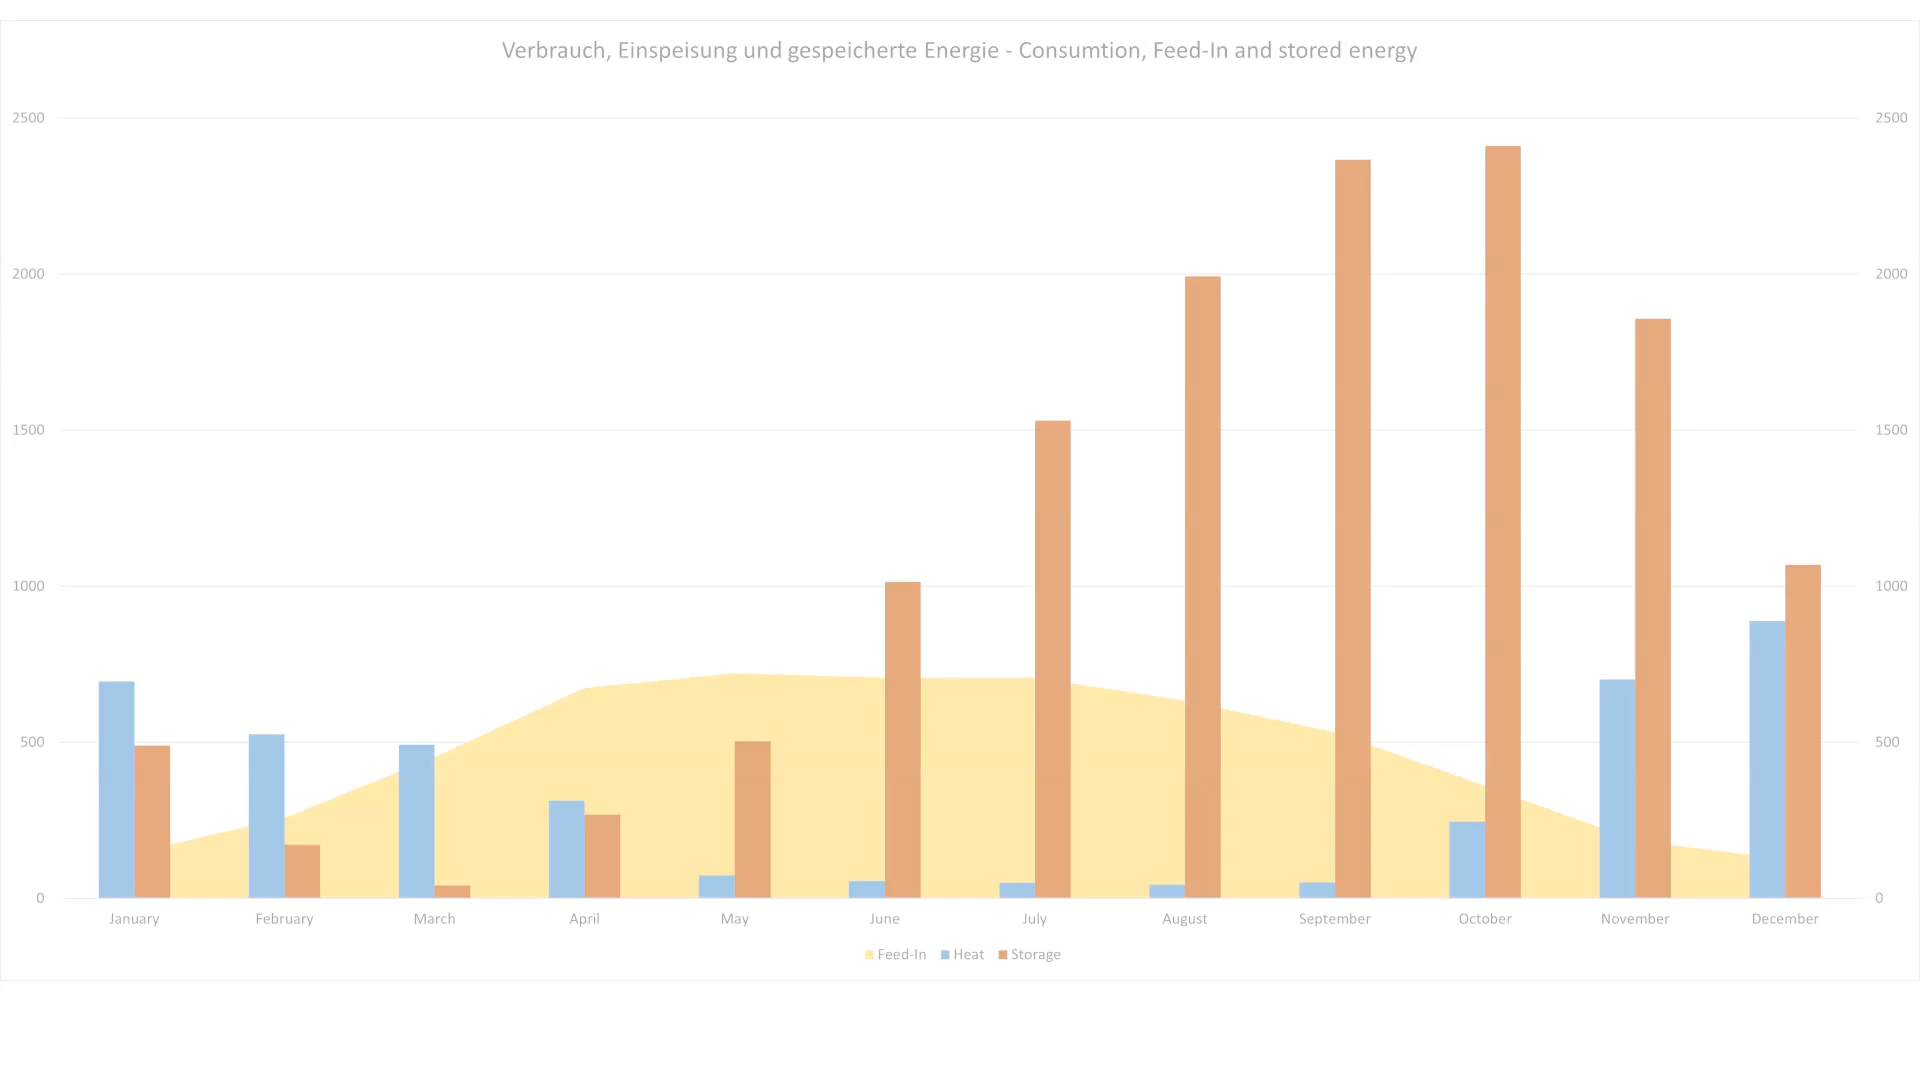 Verbrauch, Einspeisung und gespeicherte Energie - Consumtion, Feed-In and stored energy
2500 2500
2000 2000
1500 1500
1000 1000
500 500
0 0
January February March April May June July August September October November December
Feed-In Heat Storage